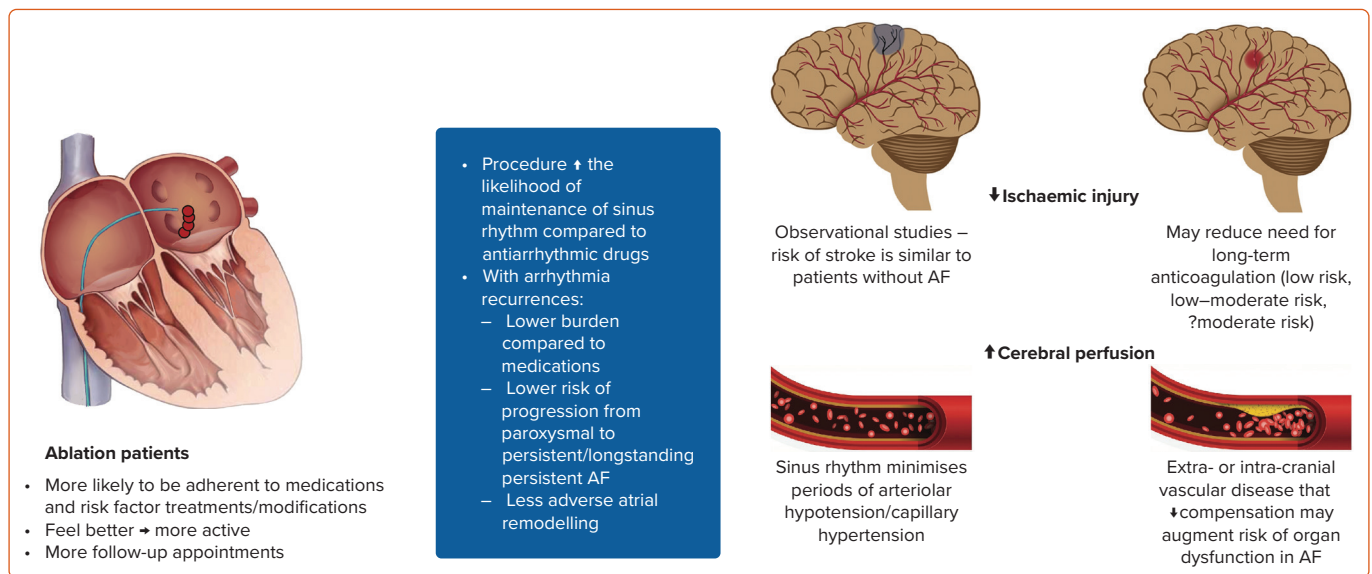 Ablation patients
• More likely to be adherent to medications
and risk factor treatments/modifications
• Feel better → more active
• More follow-up appointments
• Procedure ↑ the
likelihood of
maintenance of sinus
rhythm compared to
antiarrhythmic drugs
• With arrhythmia
recurrences:
– Lower burden
compared to
medications
– Lower risk of
progression from
paroxysmal to
persistent/longstanding
persistent AF
– Less adverse atrial
remodelling
↓Ischaemic injury
Observational studies –
risk of stroke is similar to
patients without AF
May reduce need for
long-term
anticoagulation (low risk,
low–moderate risk,
?moderate risk)
↑Cerebral perfusion
Sinus rhythm minimises
periods of arteriolar
hypotension/capillary
hypertension
Extra- or intra-cranial
vascular disease that
↓compensation may
augment risk of organ
dysfunction in AF